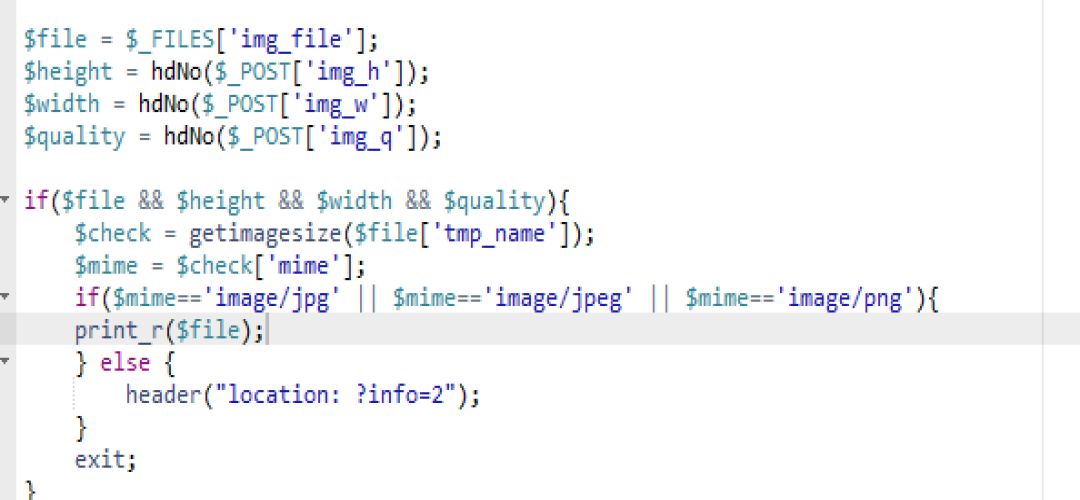 $file = $_FILES['img_file'];
$height = hdNo($_POST['img_h']);
$width = hdNo($_POST['img_w']);
$quality = hdNo($_POST['img_q']);
if($file && $height && $width && $quality){
$check = getimagesize($file['tmp_name']);
$mime = $check['mime'];
if($mime=='image/jpg' || $mime=='image/jpeg' || $mime=='image/png'){
print_r($file);
} else {
header("location: ?info=2");
}
exit;
}